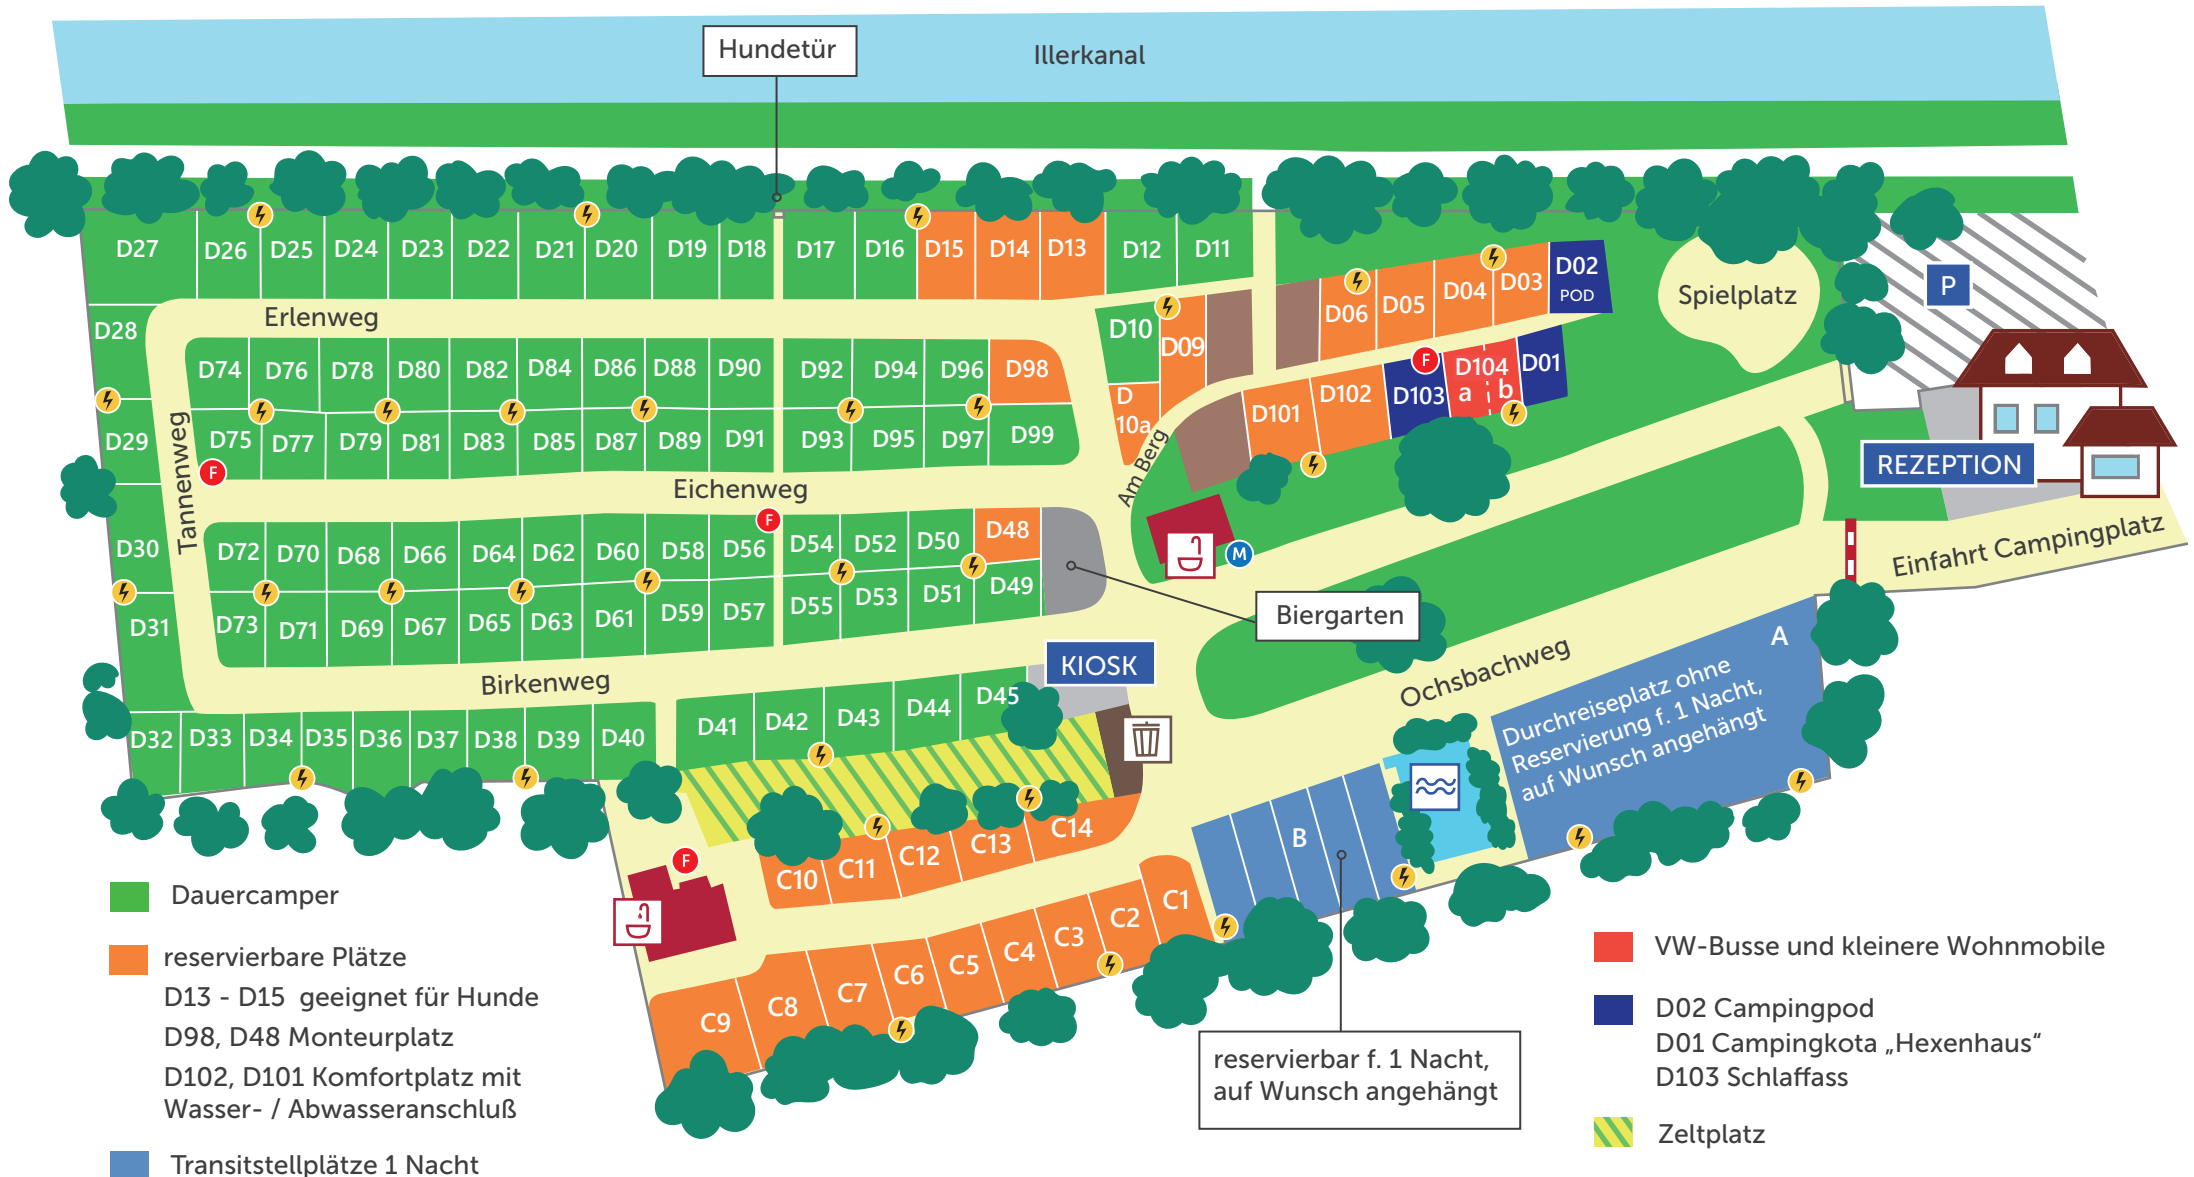 Hundetür
Illerkanal
D27
D26
D25
D24
D23
D22
D21
D20
D19
D18
D17
D16
D15
D14
D13
D12
D11
D02
POD
D03
D04
D05
D06
Spielplatz
P
D28
Erlenweg
D10
D09
D
10a
D74
D76
D78
D80
D82
D84
D86
D88
D90
D92
D94
D96
D98
D101
D102
D103
F
D104
a
b
D01
D29
Tannenweg
D75
D77
D79
D81
D83
D85
D87
D89
D91
D93
D95
D97
D99
Am Berg
REZEPTION
F
Eichenweg
F
D30
D72
D70
D68
D66
D64
D62
D60
D58
D56
D54
D52
D50
D48
M
Einfahrt Campingplatz
D31
D73
D71
D69
D67
D65
D63
D61
D59
D57
D55
D53
D51
D49
Biergarten
KIOSK
Birkenweg
Ochsbachweg
A
Durchreiseplatz ohne
Reservierung f. 1 Nacht,
auf Wunsch angehängt
D32
D33
D34
D35
D36
D37
D38
D39
D40
D41
D42
D43
D44
D45
B
F
C10
C11
C12
C13
C14
C9
C8
C7
C6
C5
C4
C3
C2
C1
reservierbar f. 1 Nacht,
auf Wunsch angehängt
Dauercamper
reservierbare Plätze
D13 - D15 geeignet für Hunde
D98, D48 Monteurplatz
D102, D101 Komfortplatz mit
Wasser- / Abwasseranschluß
Transitstellplätze 1 Nacht
VW-Busse und kleinere Wohnmobile
D02 Campingpod
D01 Campingkota „Hexenhaus“
D103 Schlaffass
Zeltplatz